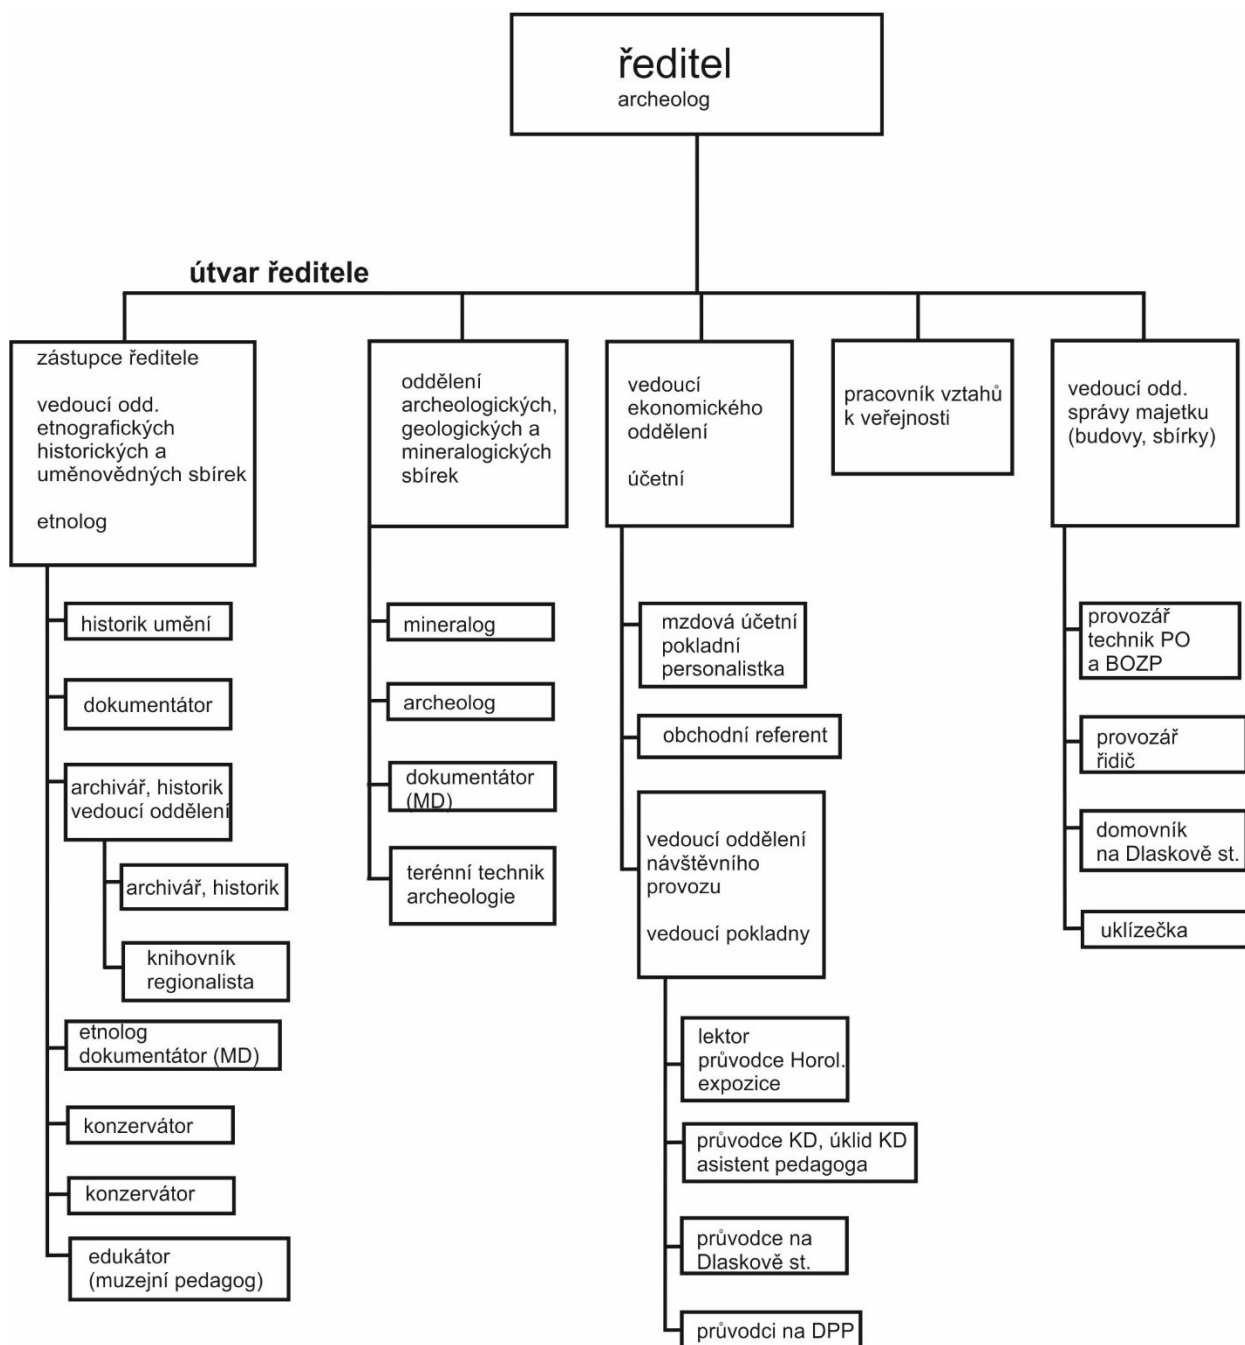 ředitel
archeolog
útvar ředitele
zástupce ředitele
vedoucí odd.
etnografických
historických a
uměnovědných sbírek
etnolog
historik umění
dokumentátor
archivář, historik
vedoucí oddělení
archivář, historik
knihovník
regionalista
etnolog
dokumentátor (MD)
konzervátor
konzervátor
edukátor
(muzejní pedagog)
oddělení
archeologických,
geologických a
mineralogických
sbírek
mineralog
archeolog
dokumentátor
(MD)
terénní technik
archeologie
vedoucí
ekonomického
oddělení
účetní
mzdová účetní
pokladní
personalistka
obchodní referent
vedoucí oddělení
návštěvního
provozu
vedoucí pokladny
lektor
průvodce Horol.
expozice
průvodce KD, úklid KD
asistent pedagoga
průvodce na
Dlaskově st.
průvodci na DPP
pracovník vztahů
k veřejnosti
vedoucí odd.
správy majetku
(budovy, sbírky)
provozář
technik PO
a BOZP
provozář
řidič
domovník
na Dlaskově st.
uklízečka